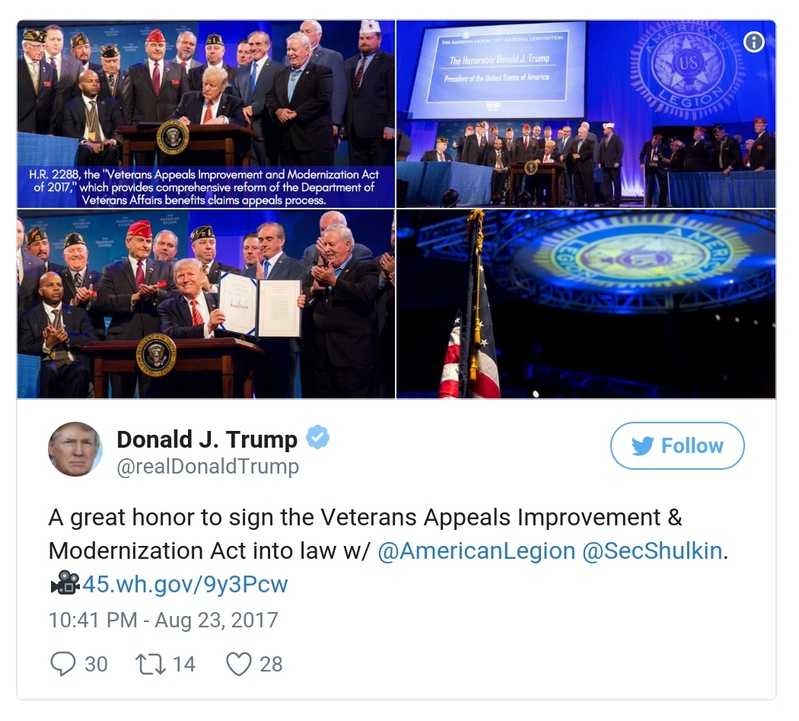 THE AMERICAN LEGION 99TH NATIONAL CONVENTION
The Honorable Donald J. Trump
President of the United States of America
AMERICAN
US
LEGION
H.R. 2288, the "Veterans Appeals Improvement and Modernization Act
of 2017," which provides comprehensive reform of the Department of
Veterans Affairs benefits claims appeals process.
AMERICAN
LEGION
Donald J. Trump
@realDonaldTrump
Follow
A great honor to sign the Veterans Appeals Improvement &
Modernization Act into law w/ @AmericanLegion @SecShulkin.
45.wh.gov/9y3Pcw
10:41 PM - Aug 23, 2017
30 14 28